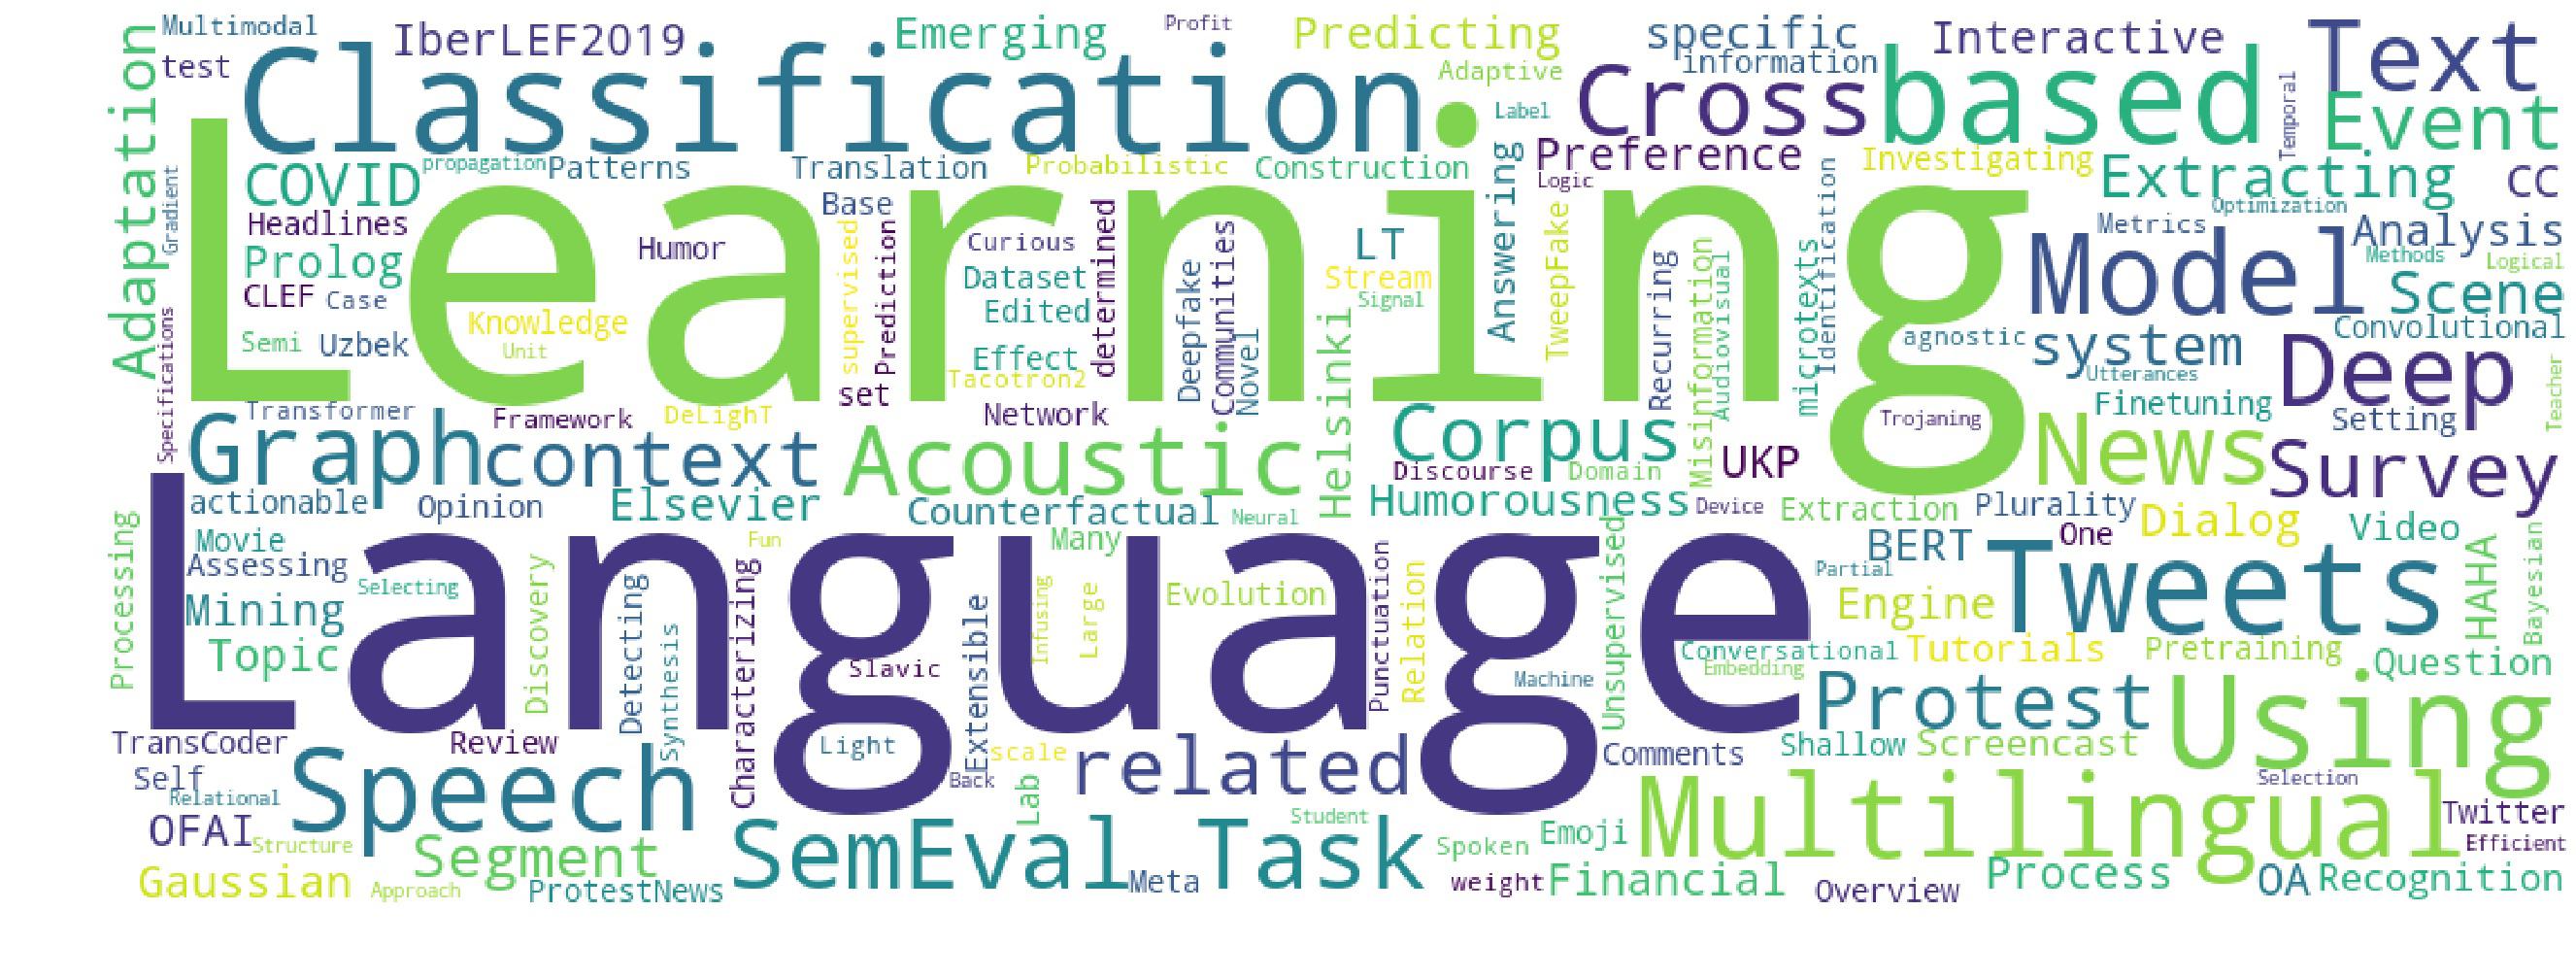 Multimodal
IberLEF2019
Emerging
Profit
Predicting
specific
Interactive
Text
test
Classification
Adaptive
information
Cross
based
Temporal
Event
Adaptation
Label
COVID
propagation
Patterns
Translation
Probabilistic
Construction
Answering
Preference
Investigating
Extracting
CC
Gradient
Learning
Logic
Identification
Optimization
Headlines
Base
Metrics
Analysis
Prolog
Humor
supervised
Prediction
Curious
determined
Communities
LT
TweepFake
Recurring
Misinformation
Audiovisual
microtexts
Model
Methods
Logical
CLEF
Case
Dataset
Edited
Deepfake
Stream
Signal
Scene
Specifications
Semi
Uzbek
Knowledge
Unit
Effect
Novel
Helsinki
agnostic
system
Convolutional
Tacotron2
Utterances
Deep
Teacher
set
Transformer
Framework
DeLighT
Network
Corpus
Trojaning
Finetuning
Setting
Graph
context
Acoustic
Discourse
Domain
UKP
News
Survey
actionable
Opinion
Elsevier
Counterfactual
Neural
Humorousness
Device
Extraction
Plurality
Dialog
Video
Processing
Language
Movie
Fun
Many
Unsupervised
BERT
One
Tweets
HAHA
Bayesian
Assessing
Selecting
Discovery
Detecting
Characterizing
Extensible
Infusing
Large
Evolution
Punctuation
Relation
Partial
Mining
Synthesis
Engine
Topic
Slavic
Machine
Conversational
Embedding
Tutorials
Pretraining
Question
Protest
Using
TransCoder
Review
Light
scale
related
Comments
Shallow
Screencast
Self
Relational
Speech
Back
Lab
Selection
Multilingual
Twitter
OFAI
Structure
Segment
SemEval
Task
Student
Spoken
Emoji
Efficient
Gaussian
Approach
ProtestNews
Meta
weight
Financial
Overview
Process
OA
Recognition